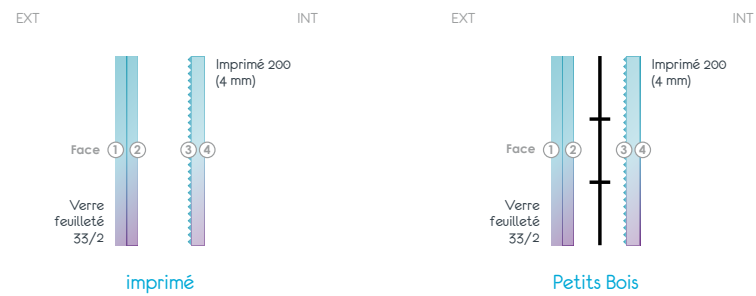 EXT
INT
Imprimé 200
(4 mm)
Face 1 2 3 4
Verre
feuilleté
33/2
imprimé
EXT
INT
Imprimé 200
(4 mm)
Face 1 2 3 4
Verre
feuilleté
33/2
Petits Bois